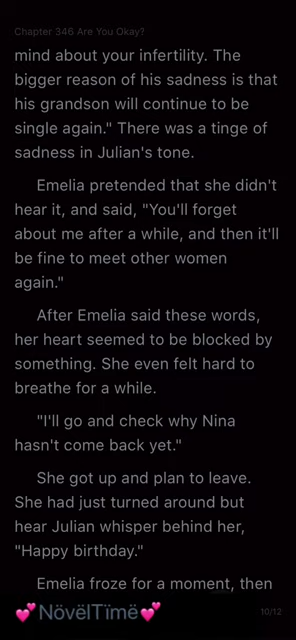 Chapter 346 Are You Okay?
mind about your infertility. The
bigger reason of his sadness is that
his grandson will continue to be
single again." There was a tinge of
sadness in Julian's tone.
Emelia pretended that she didn't
hear it, and said, "You'll forget
about me after a while, and then it'll
be fine to meet other women
again."
After Emelia said these words,
her heart seemed to be blocked by
something. She even felt hard to
breathe for a while.
"I'll go and check why Nina
hasn't come back yet."
She got up and plan to leave.
She had just turned around but
hear Julian whisper behind her,
"Happy birthday."
Emelia froze for a moment, then
💕NövëlTïmë💕
10/12